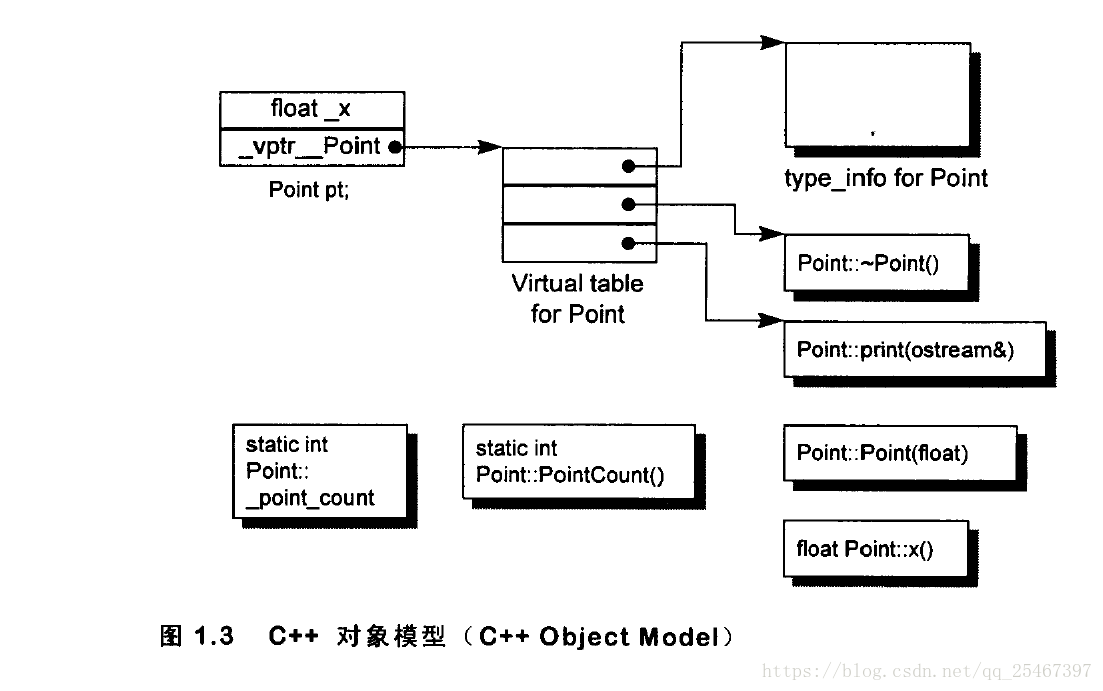 float _x
_vptr__Point
Point pt;
Virtual table
for Point
type_info for Point
Point::~Point()
Point::print(ostream&)
static int
Point::
_point_count
static int
Point::PointCount()
Point::Point(float)
float Point::x()
图 1.3 C++ 对象模型（C++ Object Model）
https://blog.csdn.net/qq_25467397